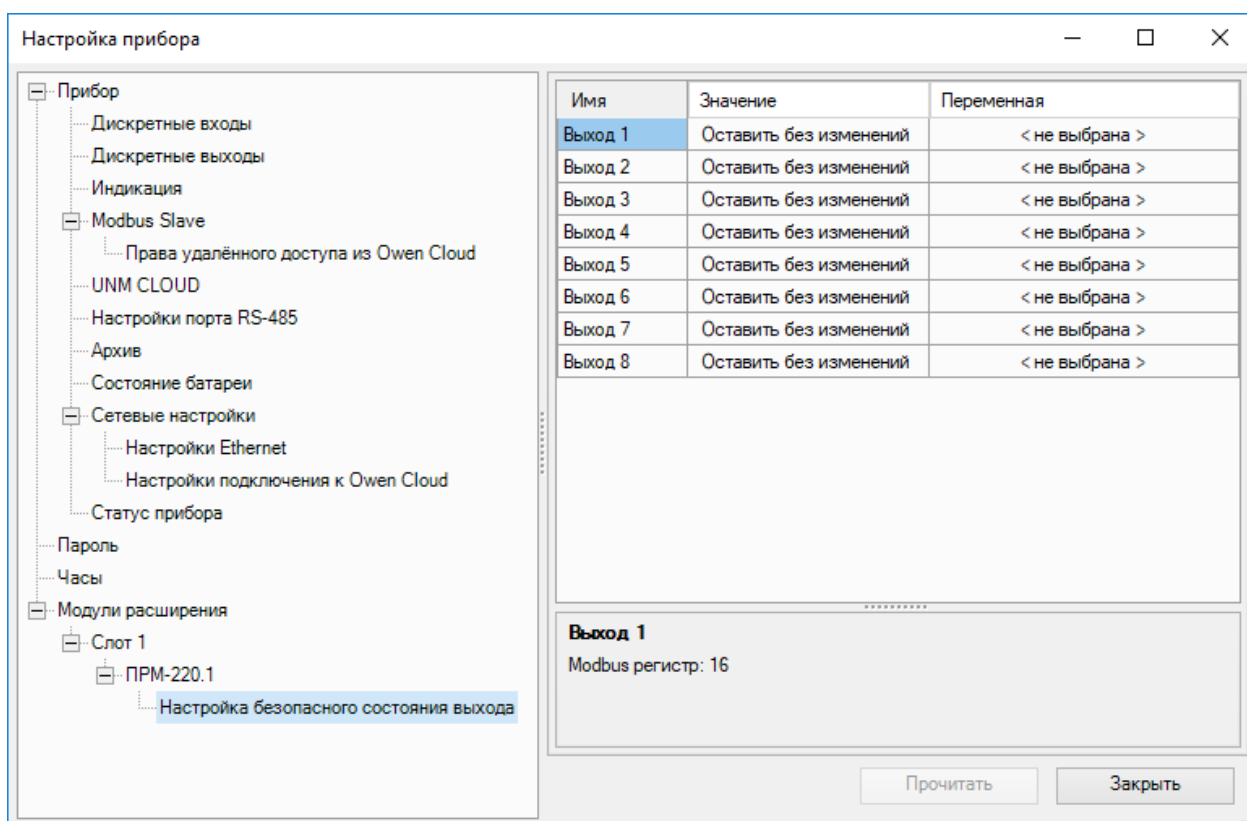 Настройка прибора
Прибор
Дискретные входы
Дискретные выходы
Индикация
Modbus Slave
Права удалённого доступа из Owen Cloud
UNM CLOUD
Настройки порта RS-485
Архив
Состояние батареи
Сетевые настройки
Настройки Ethernet
Настройки подключения к Owen Cloud
Статус прибора
Пароль
Часы
Модули расширения
Слот 1
ПРМ-220.1
Настройка безопасного состояния выхода
Имя Значение Переменная
Выход 1 Оставить без изменений < не выбрана >
Выход 2 Оставить без изменений < не выбрана >
Выход 3 Оставить без изменений < не выбрана >
Выход 4 Оставить без изменений < не выбрана >
Выход 5 Оставить без изменений < не выбрана >
Выход 6 Оставить без изменений < не выбрана >
Выход 7 Оставить без изменений < не выбрана >
Выход 8 Оставить без изменений < не выбрана >
Выход 1
Modbus регистр: 16
Прочитать Закрыть